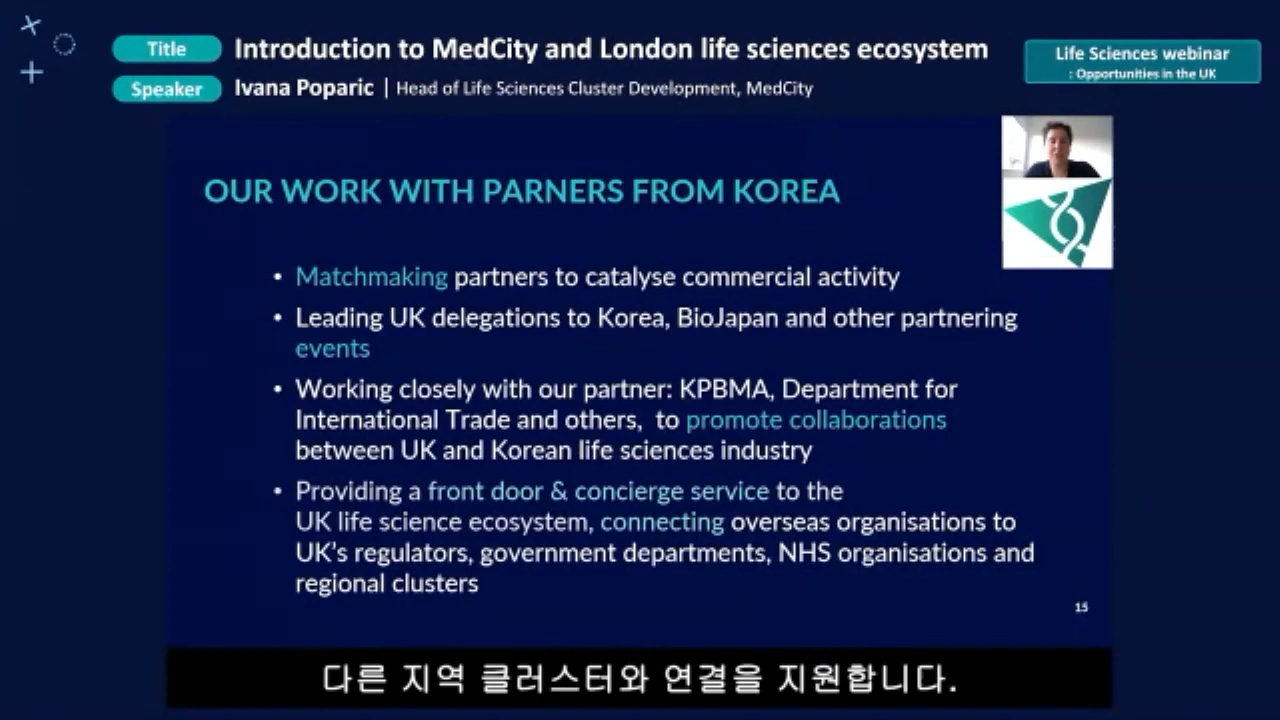 Title Introduction to MedCity and London life sciences ecosystem
Life Sciences webinar
: Opportunities in the UK
Speaker Ivana Poparic | Head of Life Sciences Cluster Development, MedCity
OUR WORK WITH PARNERS FROM KOREA
• Matchmaking partners to catalyse commercial activity
• Leading UK delegations to Korea, BioJapan and other partnering
events
• Working closely with our partner: KPBMA, Department for
International Trade and others, to promote collaborations
between UK and Korean life sciences industry
• Providing a front door & concierge service to the
UK life science ecosystem, connecting overseas organisations to
UK's regulators, government departments, NHS organisations and
regional clusters
15
다른 지역 클러스터와 연결을 지원합니다.